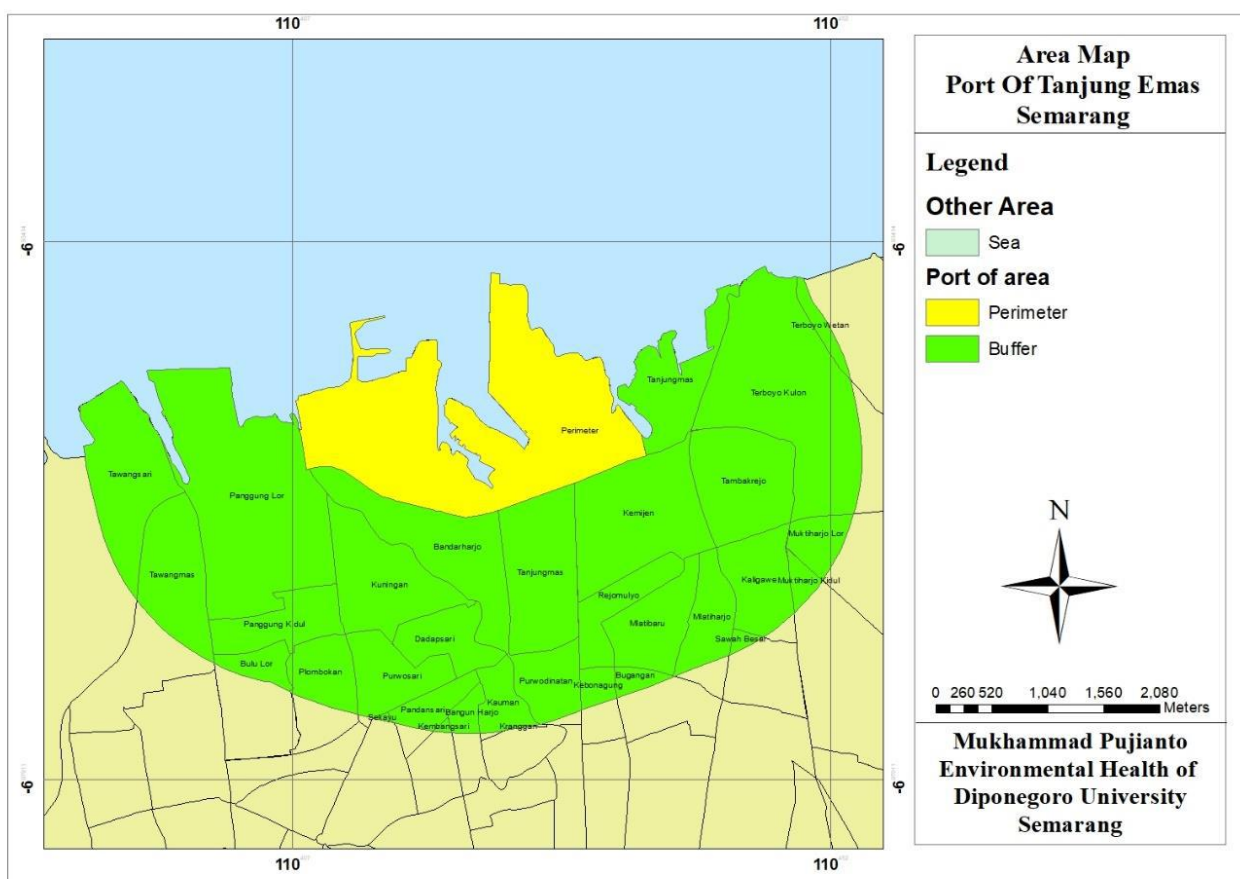 110
110
Area Map
Port Of Tanjung Emas
Semarang
Legend
Other Area
Sea
Port of area
Perimeter
Buffer
-6
-6
Terboyo Wetan
Tanjungmas
Terboyo Kulon
Perimeter
Tawangsari
Panggung Lor
Tambakrejo
Kemijen
Muktiharjo Lor
Bandarharjo
Tawangmas
Kuningan
Tanjungmas
Kaligawe
Muktiharjo Kidul
Rejomulyo
Panggung Kidul
Dadapsari
Mlatibaru
Mlatiharjo
Sawah Besar
Bulu Lor
Plombokan
Purwosari
Purwodinatan
Kebonagung
Bugangan
Pandansari
Kauman
Bangun Harjo
Sekayu
Kembangsari
Kranggan
N
0 260 520 1,040 1,560 2,080
Meters
-6
-6
Mukhammad Pujianto
Environmental Health of
Diponegoro University
Semarang
110
110